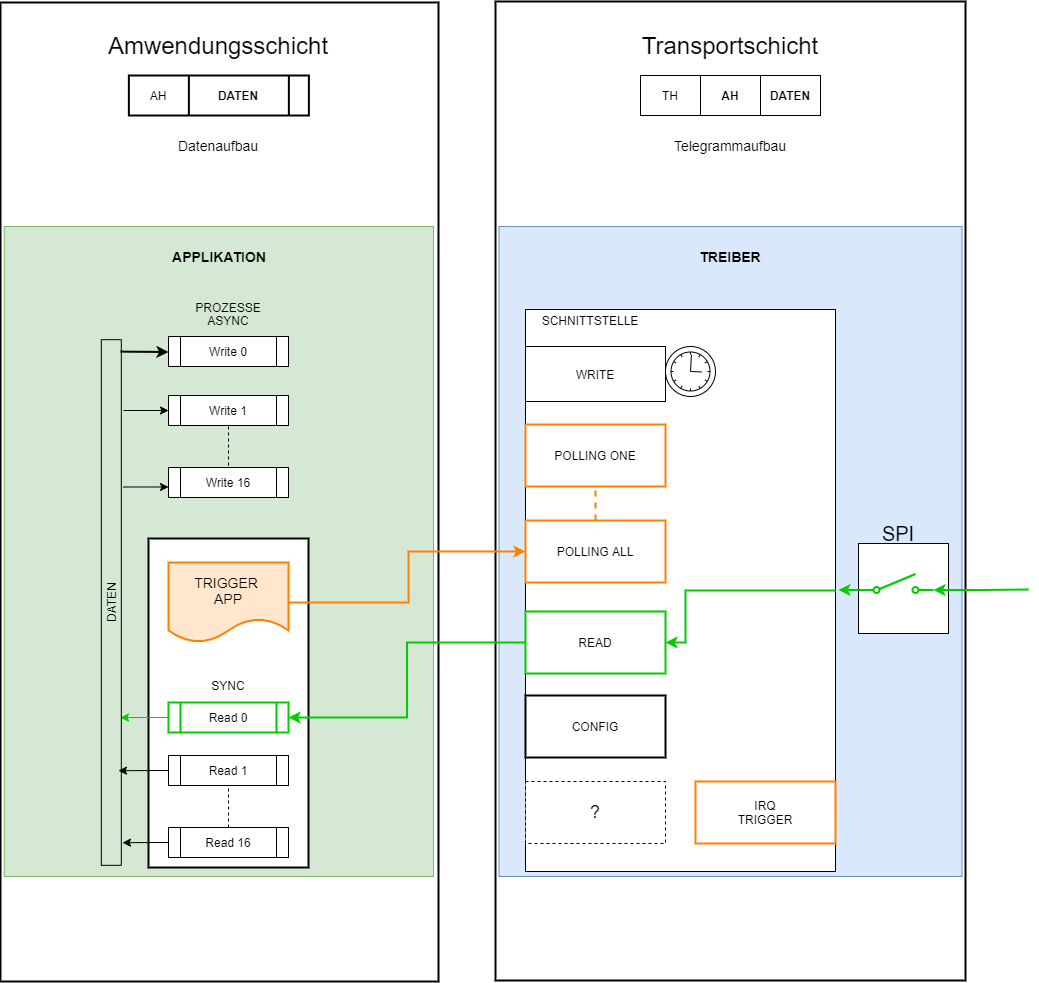 Amwendungsschicht
AH
DATEN
Datenaufbau
APPLIKATION
PROZESSE
ASYNC
Write 0
Write 1
Write 16
DATEN
TRIGGER
APP
SYNC
Read 0
Read 1
Read 16
Transportschicht
TH
AH
DATEN
Telegrammaufbau
TREIBER
SCHNITTSTELLE
WRITE
POLLING ONE
POLLING ALL
READ
CONFIG
?
IRQ
TRIGGER
SPI